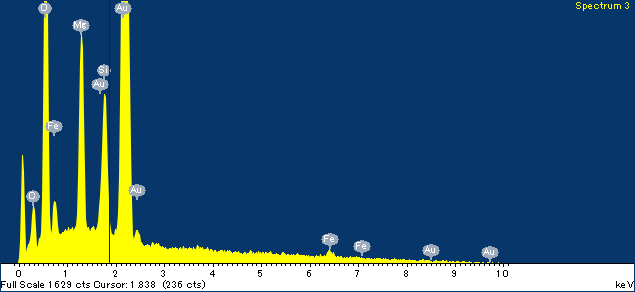 Spectrum 3
O Au
Mg
Si
Au
Fe
Au
Fe Fe Au Au
0 1 2 3 4 5 6 7 8 9 10
Full Scale 1629 cts Cursor: 1.838 (236 cts) keV